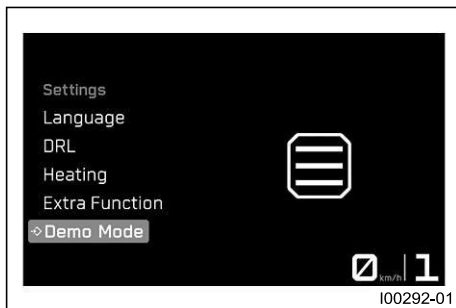 Settings
Language
DRL
Heating
Extra Function
Demo Mode
0 km/h 1
I00292-01